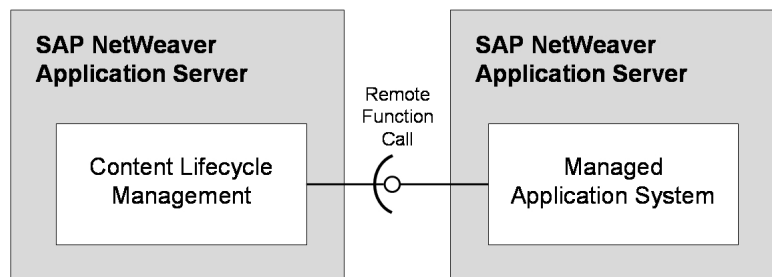 SAP NetWeaver
Application Server
Content Lifecycle
Management
Remote
Function
Call
SAP NetWeaver
Application Server
Managed
Application System